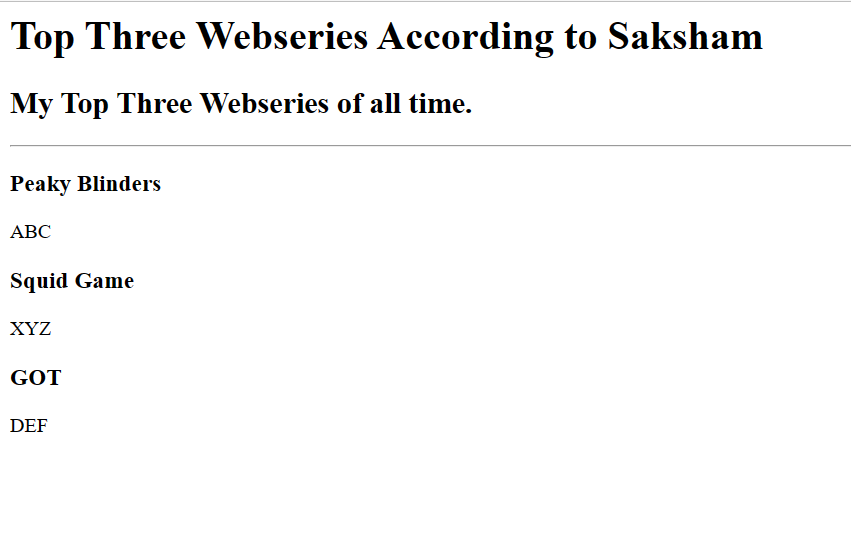 Top Three Webseries According to Saksham
My Top Three Webseries of all time.
Peaky Blinders
ABC
Squid Game
XYZ
GOT
DEF